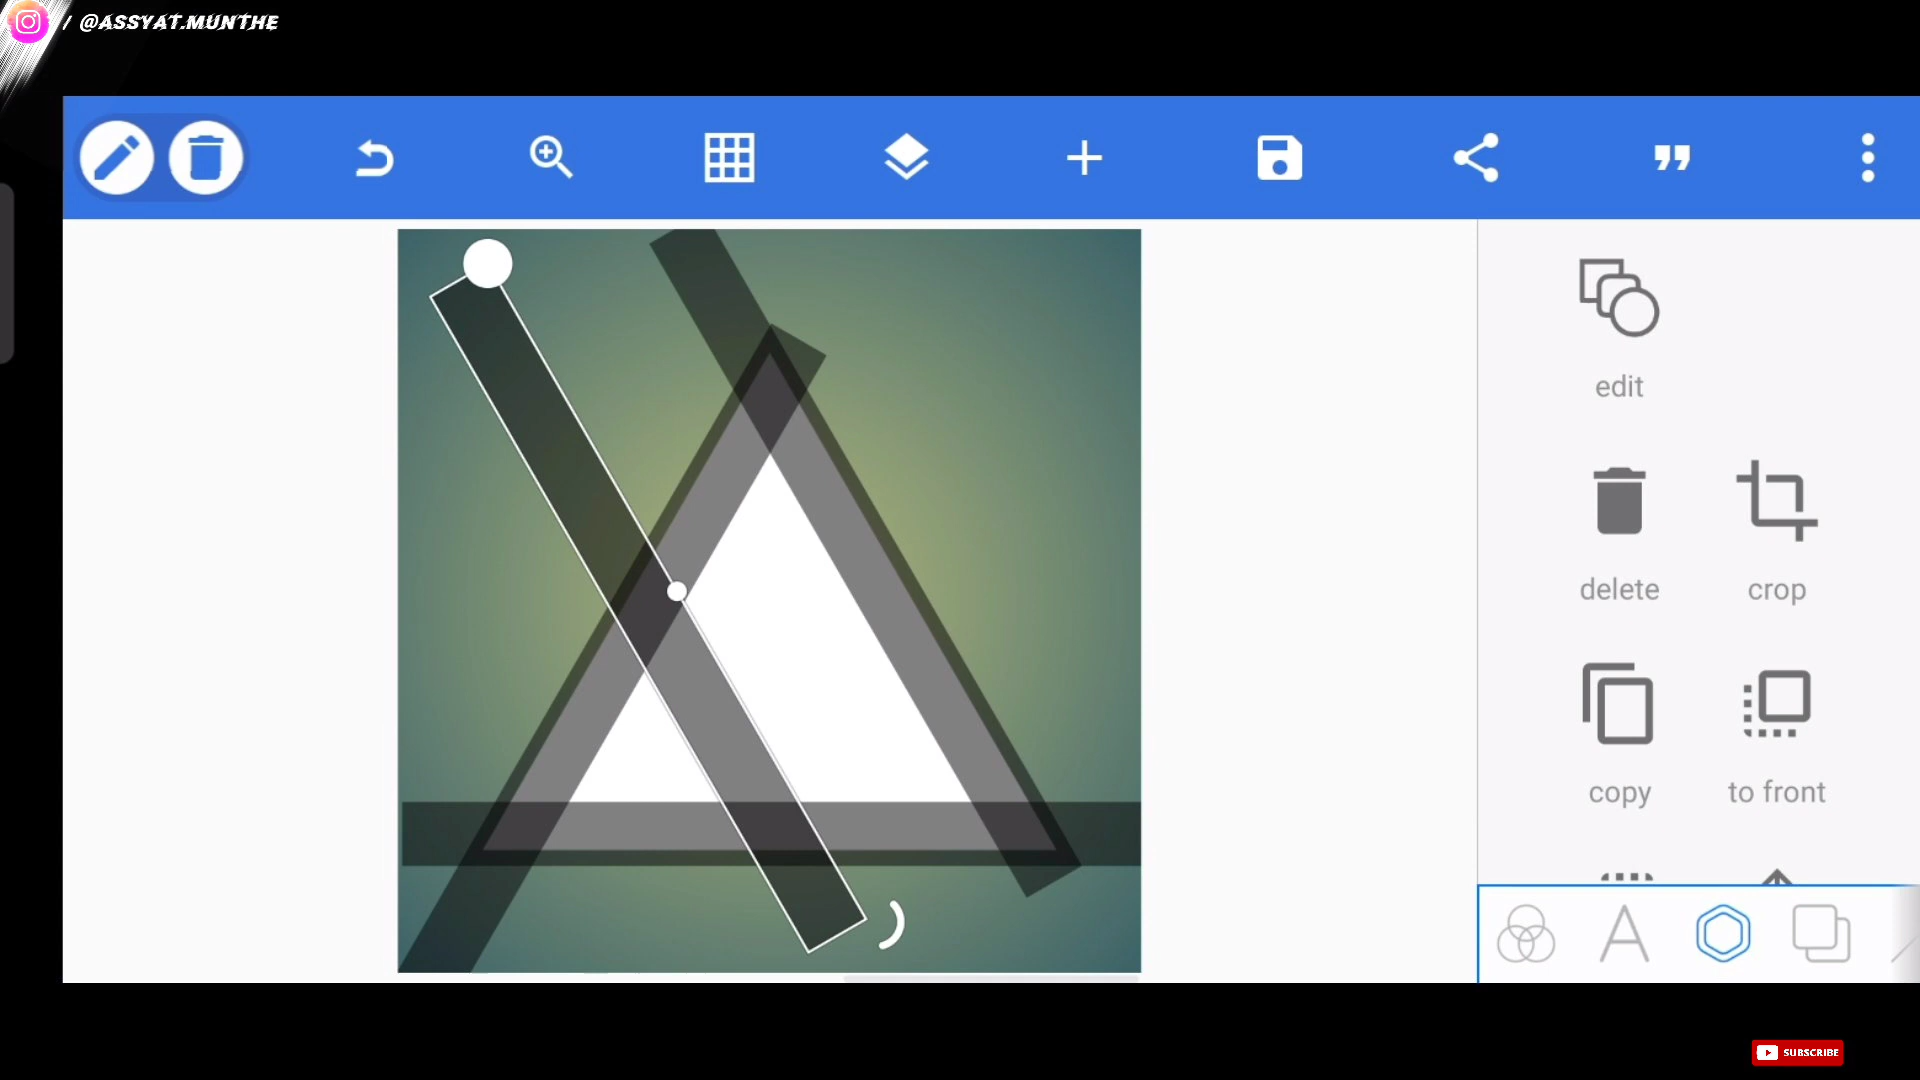 / @ASSYAT.MUNTHE
edit
delete
crop
copy
to front
SUBSCRIBE